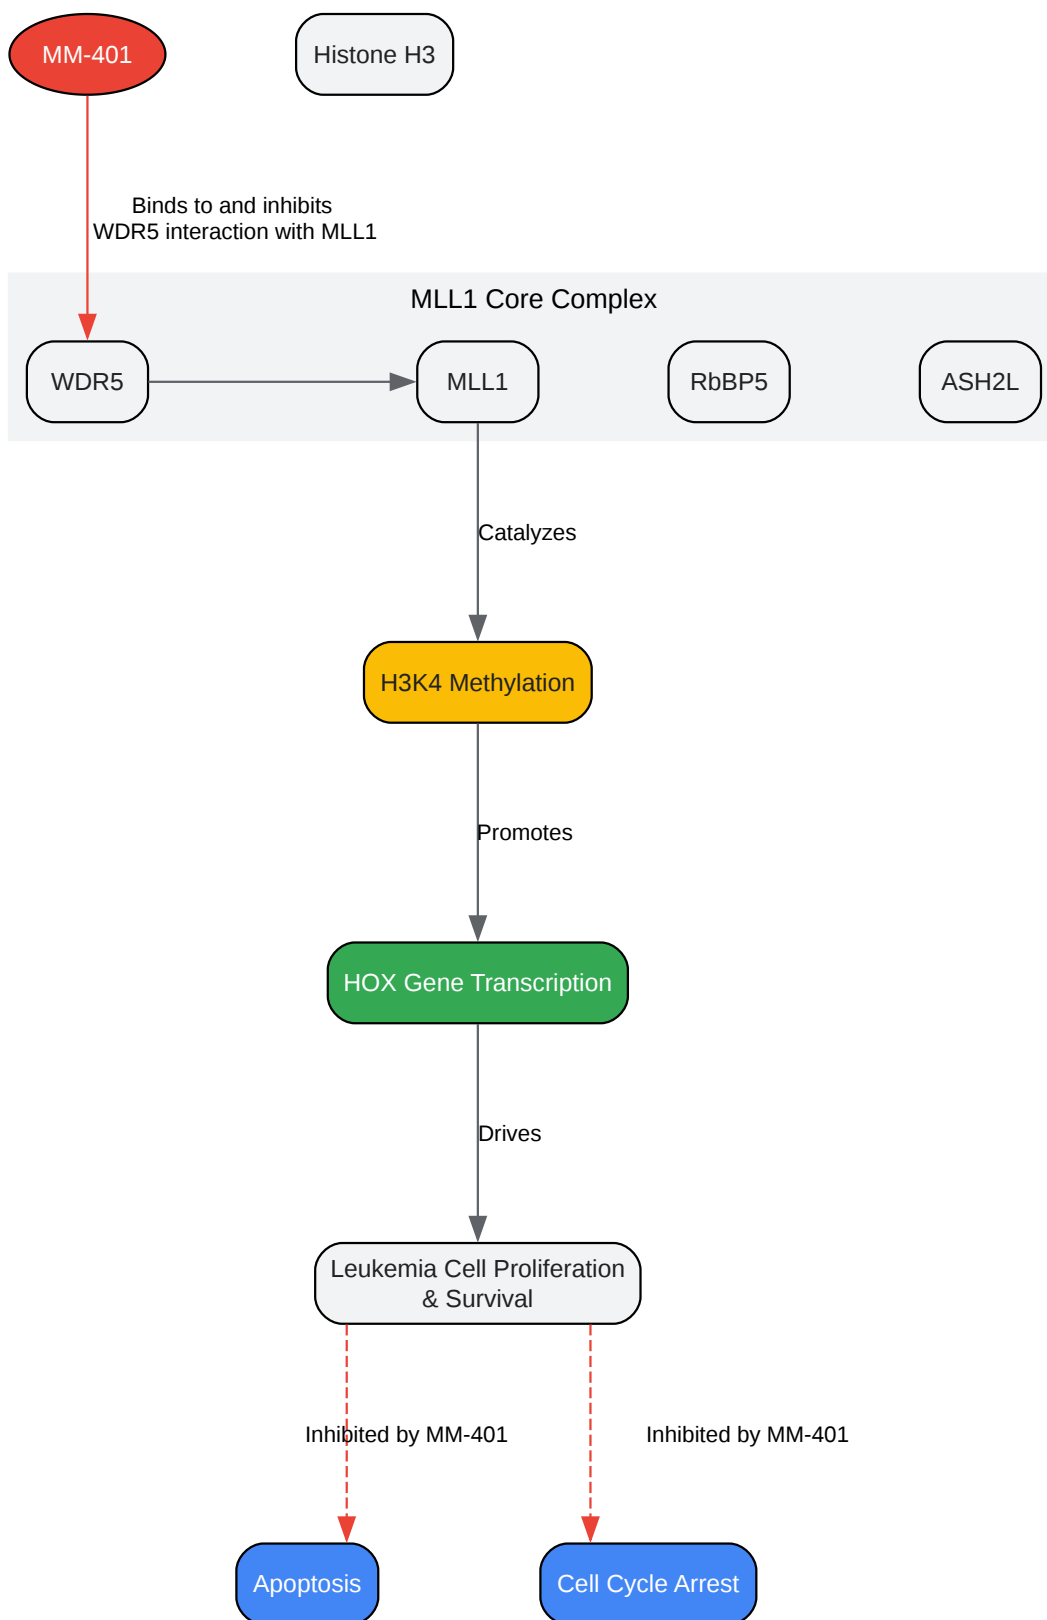 MM-401
Histone H3
Binds to and inhibits
WDR5 interaction with MLL1
MLL1 Core Complex
WDR5
MLL1
RbBP5
ASH2L
Catalyzes
H3K4 Methylation
Promotes
HOX Gene Transcription
Drives
Leukemia Cell Proliferation
& Survival
Inhibited by MM-401
Inhibited by MM-401
Apoptosis
Cell Cycle Arrest